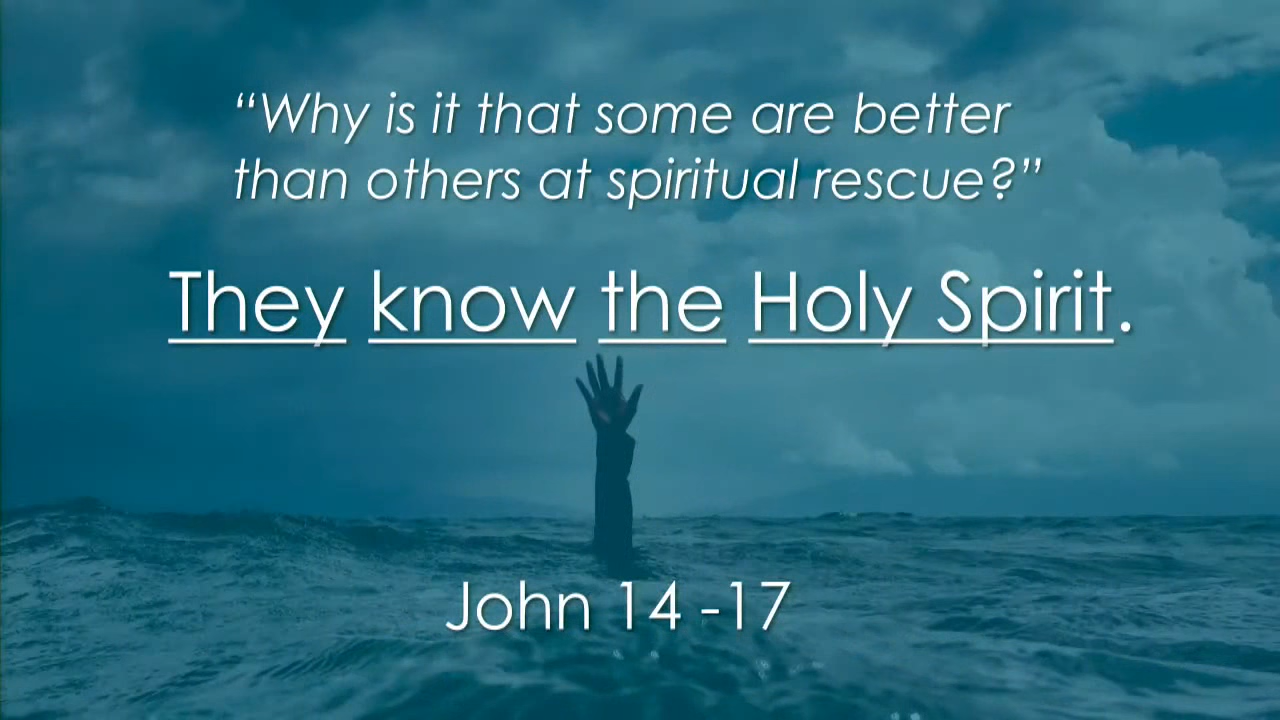 “Why is it that some are better
than others at spiritual rescue?”
They know the Holy Spirit.
John 14 -17